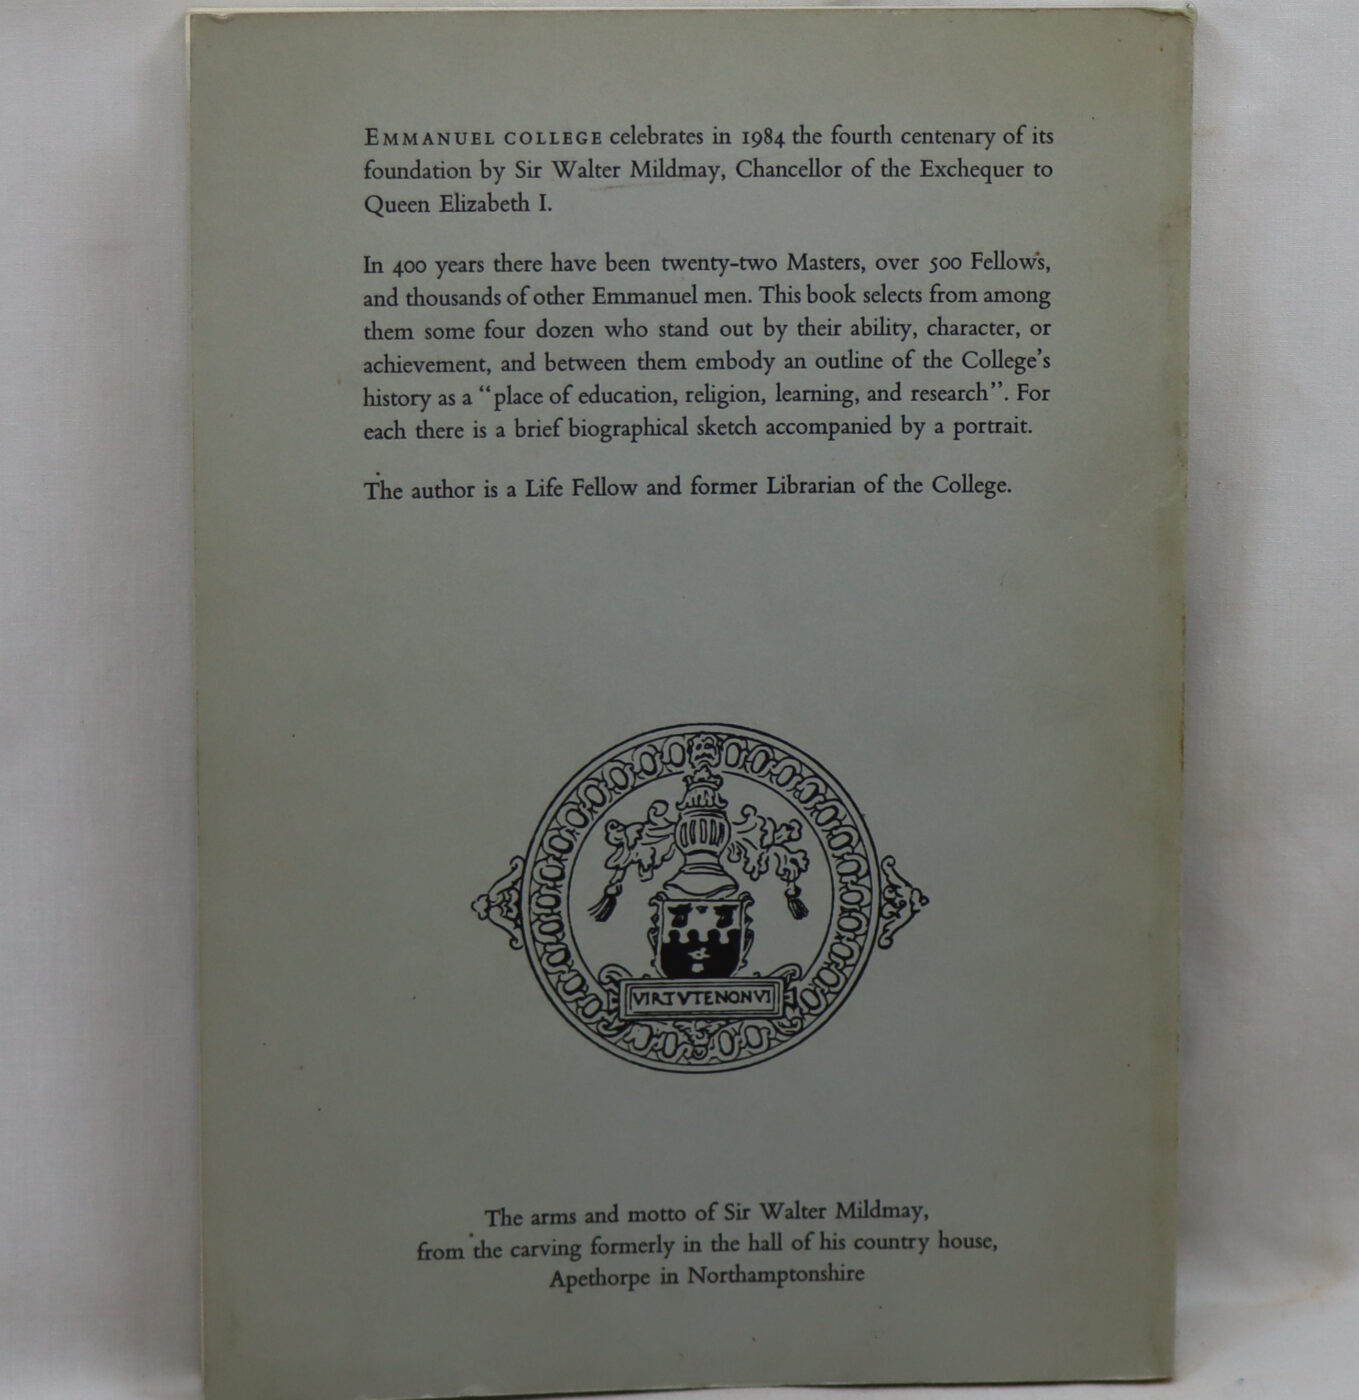 EMMANUEL COLLEGE celebrates in 1984 the fourth centenary of its
foundation by Sir Walter Mildmay, Chancellor of the Exchequer to
Queen Elizabeth I.
In 400 years there have been twenty-two Masters, over 500 Fellows,
and thousands of other Emmanuel men. This book selects from among
them some four dozen who stand out by their ability, character, or
achievement, and between them embody an outline of the College's
history as a “place of education, religion, learning, and research”. For
each there is a brief biographical sketch accompanied by a portrait.
The author is a Life Fellow and former Librarian of the College.
VIRTVTENONVI
The arms and motto of Sir Walter Mildmay,
from the carving formerly in the hall of his country house,
Apethorpe in Northamptonshire